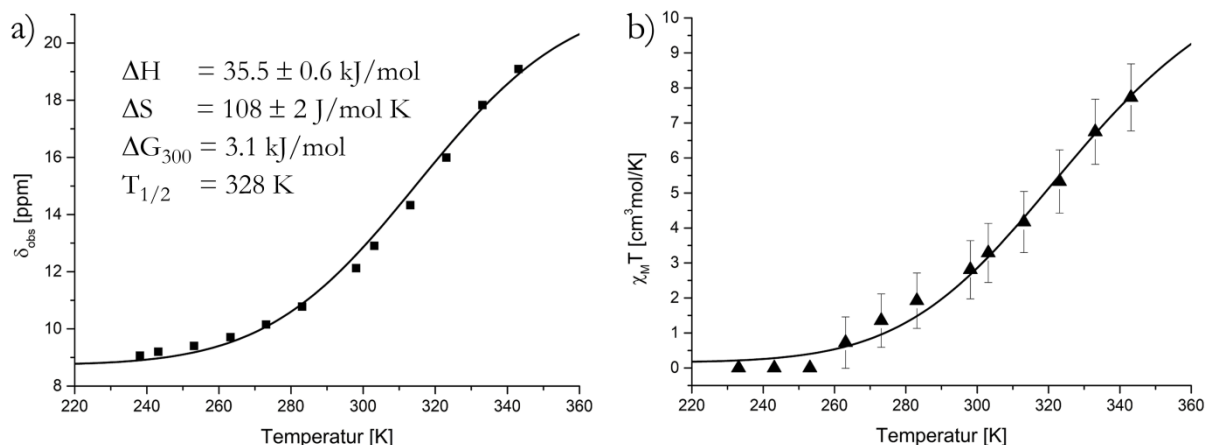 a)
20
18
16
14
12
10
8
δobs [ppm]
ΔH = 35.5 ± 0.6 kJ/mol
ΔS = 108 ± 2 J/mol K
ΔG300 = 3.1 kJ/mol
T1/2 = 328 K
220 240 260 280 300 320 340 360
Temperatur [K]
b)
10
9
8
7
6
5
4
3
2
1
0
χMT [cm³mol/K]
220 240 260 280 300 320 340 360
Temperatur [K]